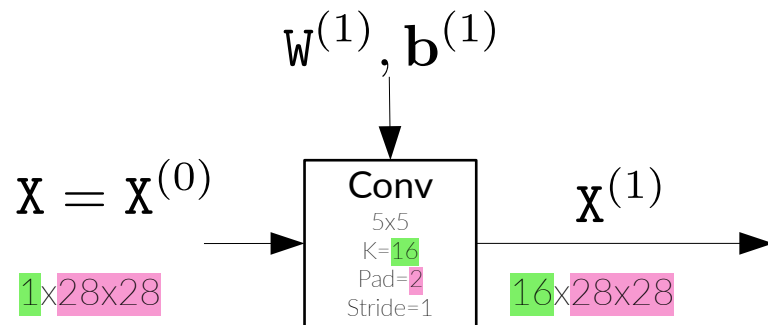 W^(1), b^(1)
X = X^(0)
Conv
5x5
K=16
Pad=2
Stride=1
X^(1)
1x28x28
16x28x28